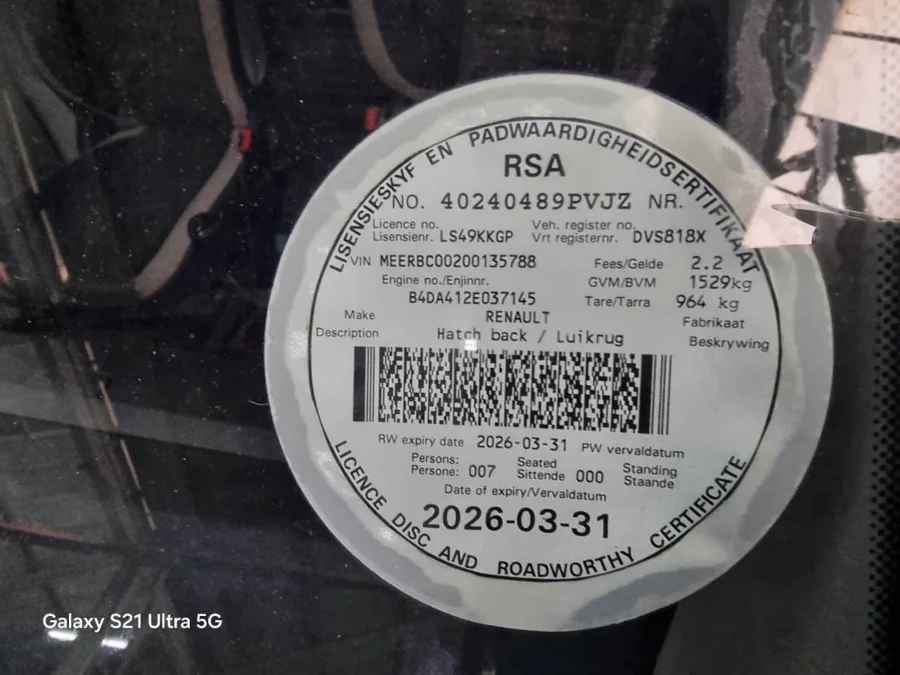 LISENSIESKYF EN PADWAARDIGHEIDSERTIFIKAAT
RSA
NO. 40240489PVJZ NR.
Licence no. Veh. register no.
Lisensienr. LS49KKGP Vrt registernr. DVS818X
VIN MEERBC00200135788 Fees/Gelde 2.2
Engine no./Enjinnr. GVM/BVM 1529kg
B4DA412E037145 Tare/Tarra 964 kg
Make RENAULT Fabrikaat
Description Hatch back / Luikrug Beskrywing
RW expiry date 2026-03-31 PW vervaldatum
Persons: Seated Standing
Persone: 007 Sittende 000 Staande
Date of expiry/Vervaldatum
2026-03-31
LICENCE DISC AND ROADWORTHY CERTIFICATE
Galaxy S21 Ultra 5G